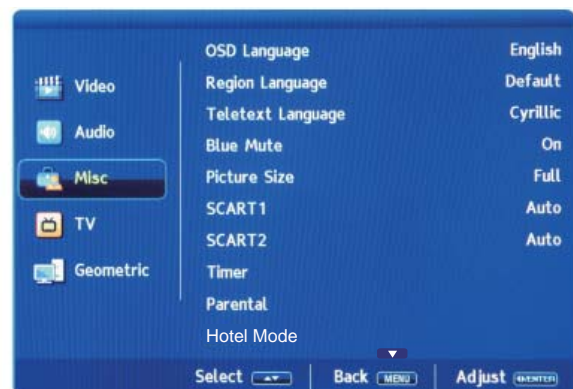 Video
Audio
Misc
TV
Geometric
OSD Language English
Region Language Default
Teletext Language Cyrillic
Blue Mute On
Picture Size Full
SCART1 Auto
SCART2 Auto
Timer
Parental
Hotel Mode
Select Back MENU Adjust